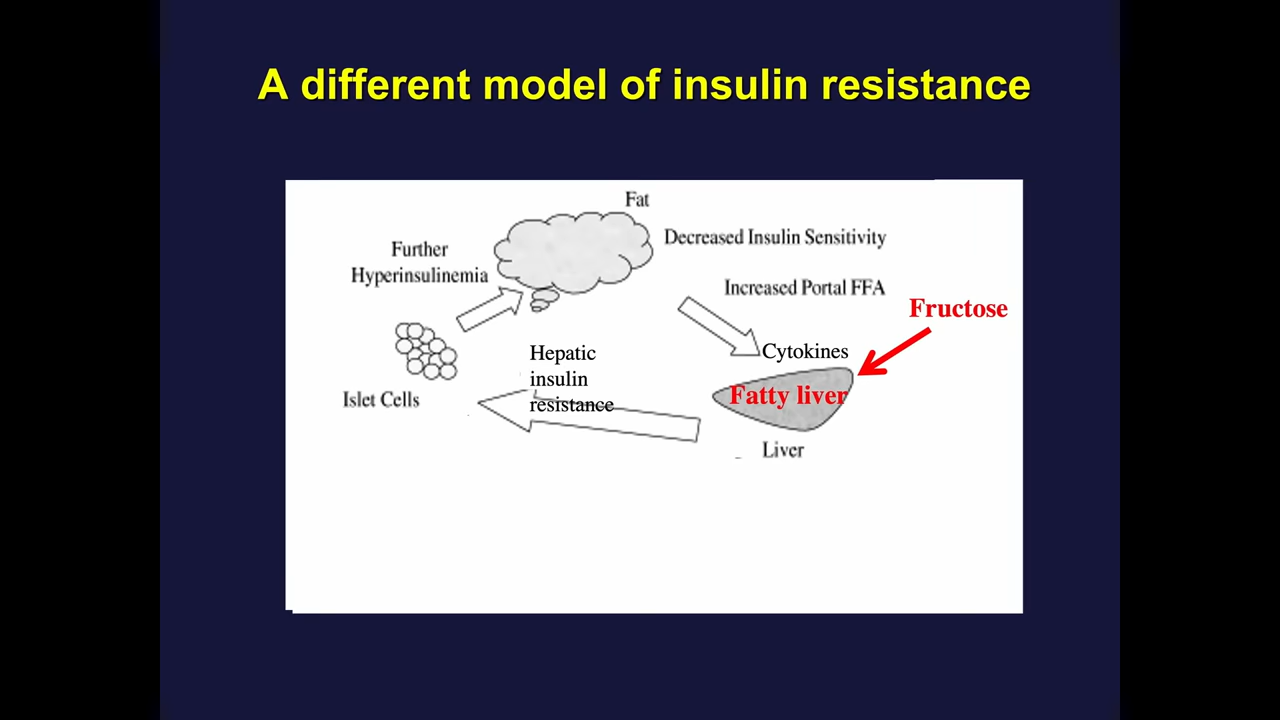 A different model of insulin resistance
Fat
Decreased Insulin Sensitivity
Further
Hyperinsulinemia
Increased Portal FFA
Fructose
Cytokines
Hepatic
insulin
resistance
Fatty liver
Islet Cells
Liver